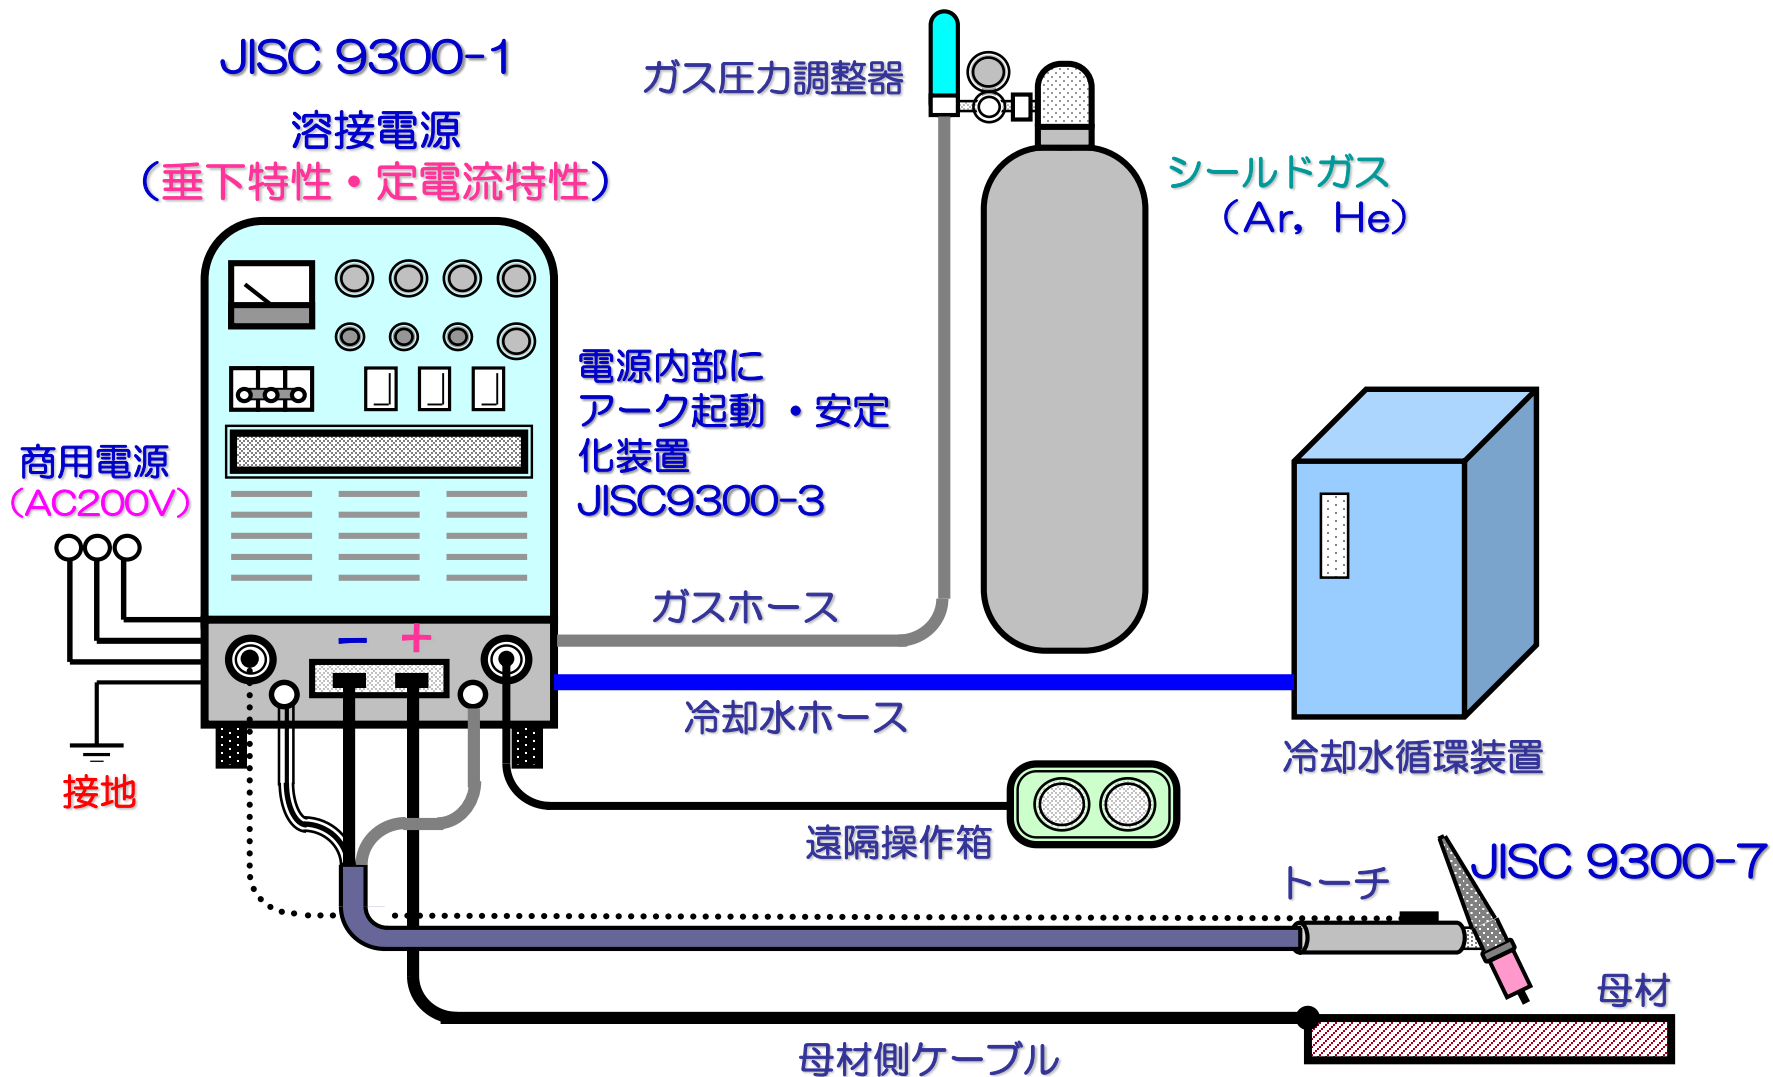 JISC 9300-1
溶接電源
（垂下特性・定電流特性）
ガス圧力調整器
シールドガス
（Ar，He）
電源内部に
アーク起動 ・安定
化装置
JISC9300-3
商用電源
（AC200V）
接地
－ ＋
ガスホース
冷却水ホース
冷却水循環装置
遠隔操作箱
トーチ
JISC 9300-7
母材
母材側ケーブル